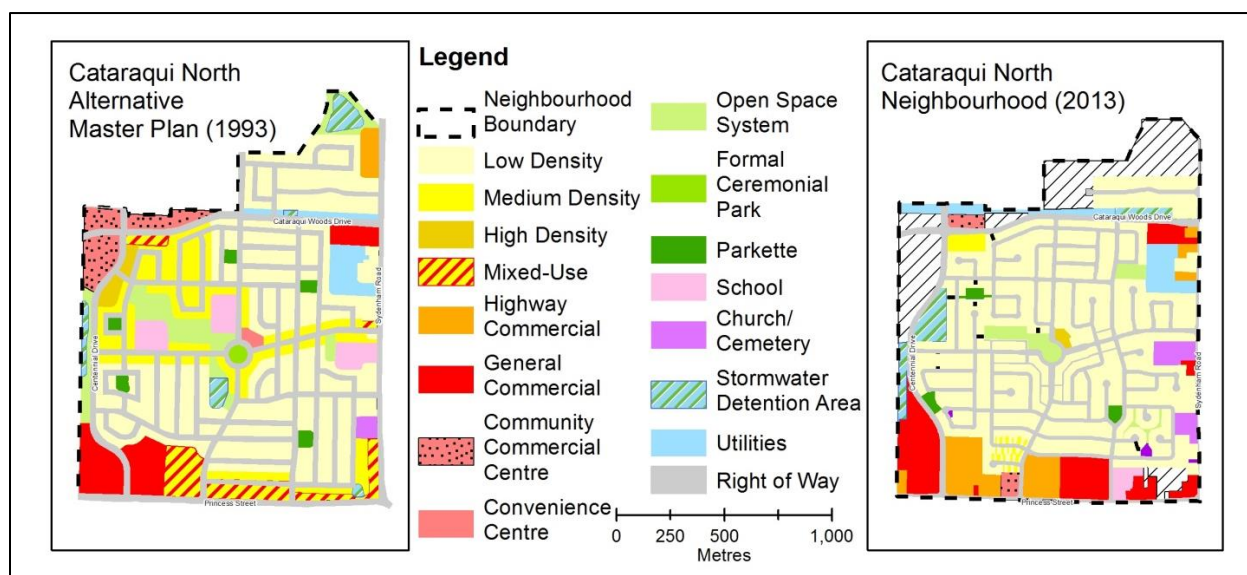 Cataraqui North
Alternative
Master Plan (1993)
Cataraqui Woods Drive
Centennial Drive
Sydenham Road
Princess Street
Legend
Neighbourhood
Boundary
Low Density
Medium Density
High Density
Mixed-Use
Highway
Commercial
General
Commercial
Community
Commercial
Centre
Convenience
Centre
Open Space
System
Formal
Ceremonial
Park
Parkette
School
Church/
Cemetery
Stormwater
Detention Area
Utilities
Right of Way
0 250 500 1,000
Metres
Cataraqui North
Neighbourhood (2013)
Cataraqui Woods Drive
Centennial Drive
Sydenham Road
Princess Street